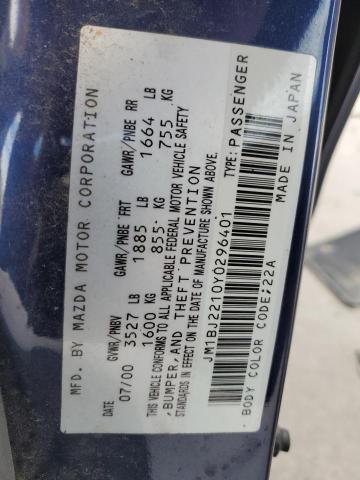 MFD. BY MAZDA MOTOR CORPORATION
GVWR/PNBV GAWR/PNBE FRT GAWR/PNBE RR
07/00 3527 LB 1885 LB 1664 LB
1600 KG 855 KG 755 KG
THIS VEHICLE CONFORMS TO ALL APPLICABLE FEDERAL MOTOR VEHICLE SAFETY
, BUMPER, AND THEFT PREVENTION
STANDARDS IN EFFECT ON THE DATE OF MANUFACTURE SHOWN ABOVE.
JM1BJ2210Y0296401 TYPE: PASSENGER
BODY COLOR CODE: 22A MADE IN JAPAN